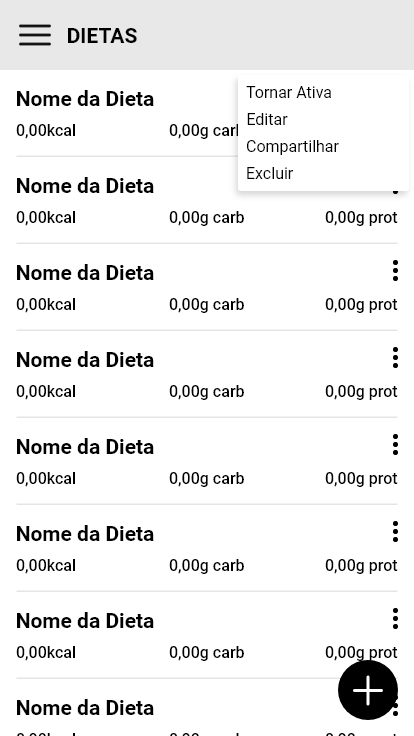 DIETAS
Nome da Dieta
Tornar Ativa
Editar
0,00kcal 0,00g carb
Compartilhar
Excluir
Nome da Dieta
0,00kcal 0,00g carb 0,00g prot
Nome da Dieta
0,00kcal 0,00g carb 0,00g prot
Nome da Dieta
0,00kcal 0,00g carb 0,00g prot
Nome da Dieta
0,00kcal 0,00g carb 0,00g prot
Nome da Dieta
0,00kcal 0,00g carb 0,00g prot
Nome da Dieta
0,00kcal 0,00g carb 0,00g prot
Nome da Dieta